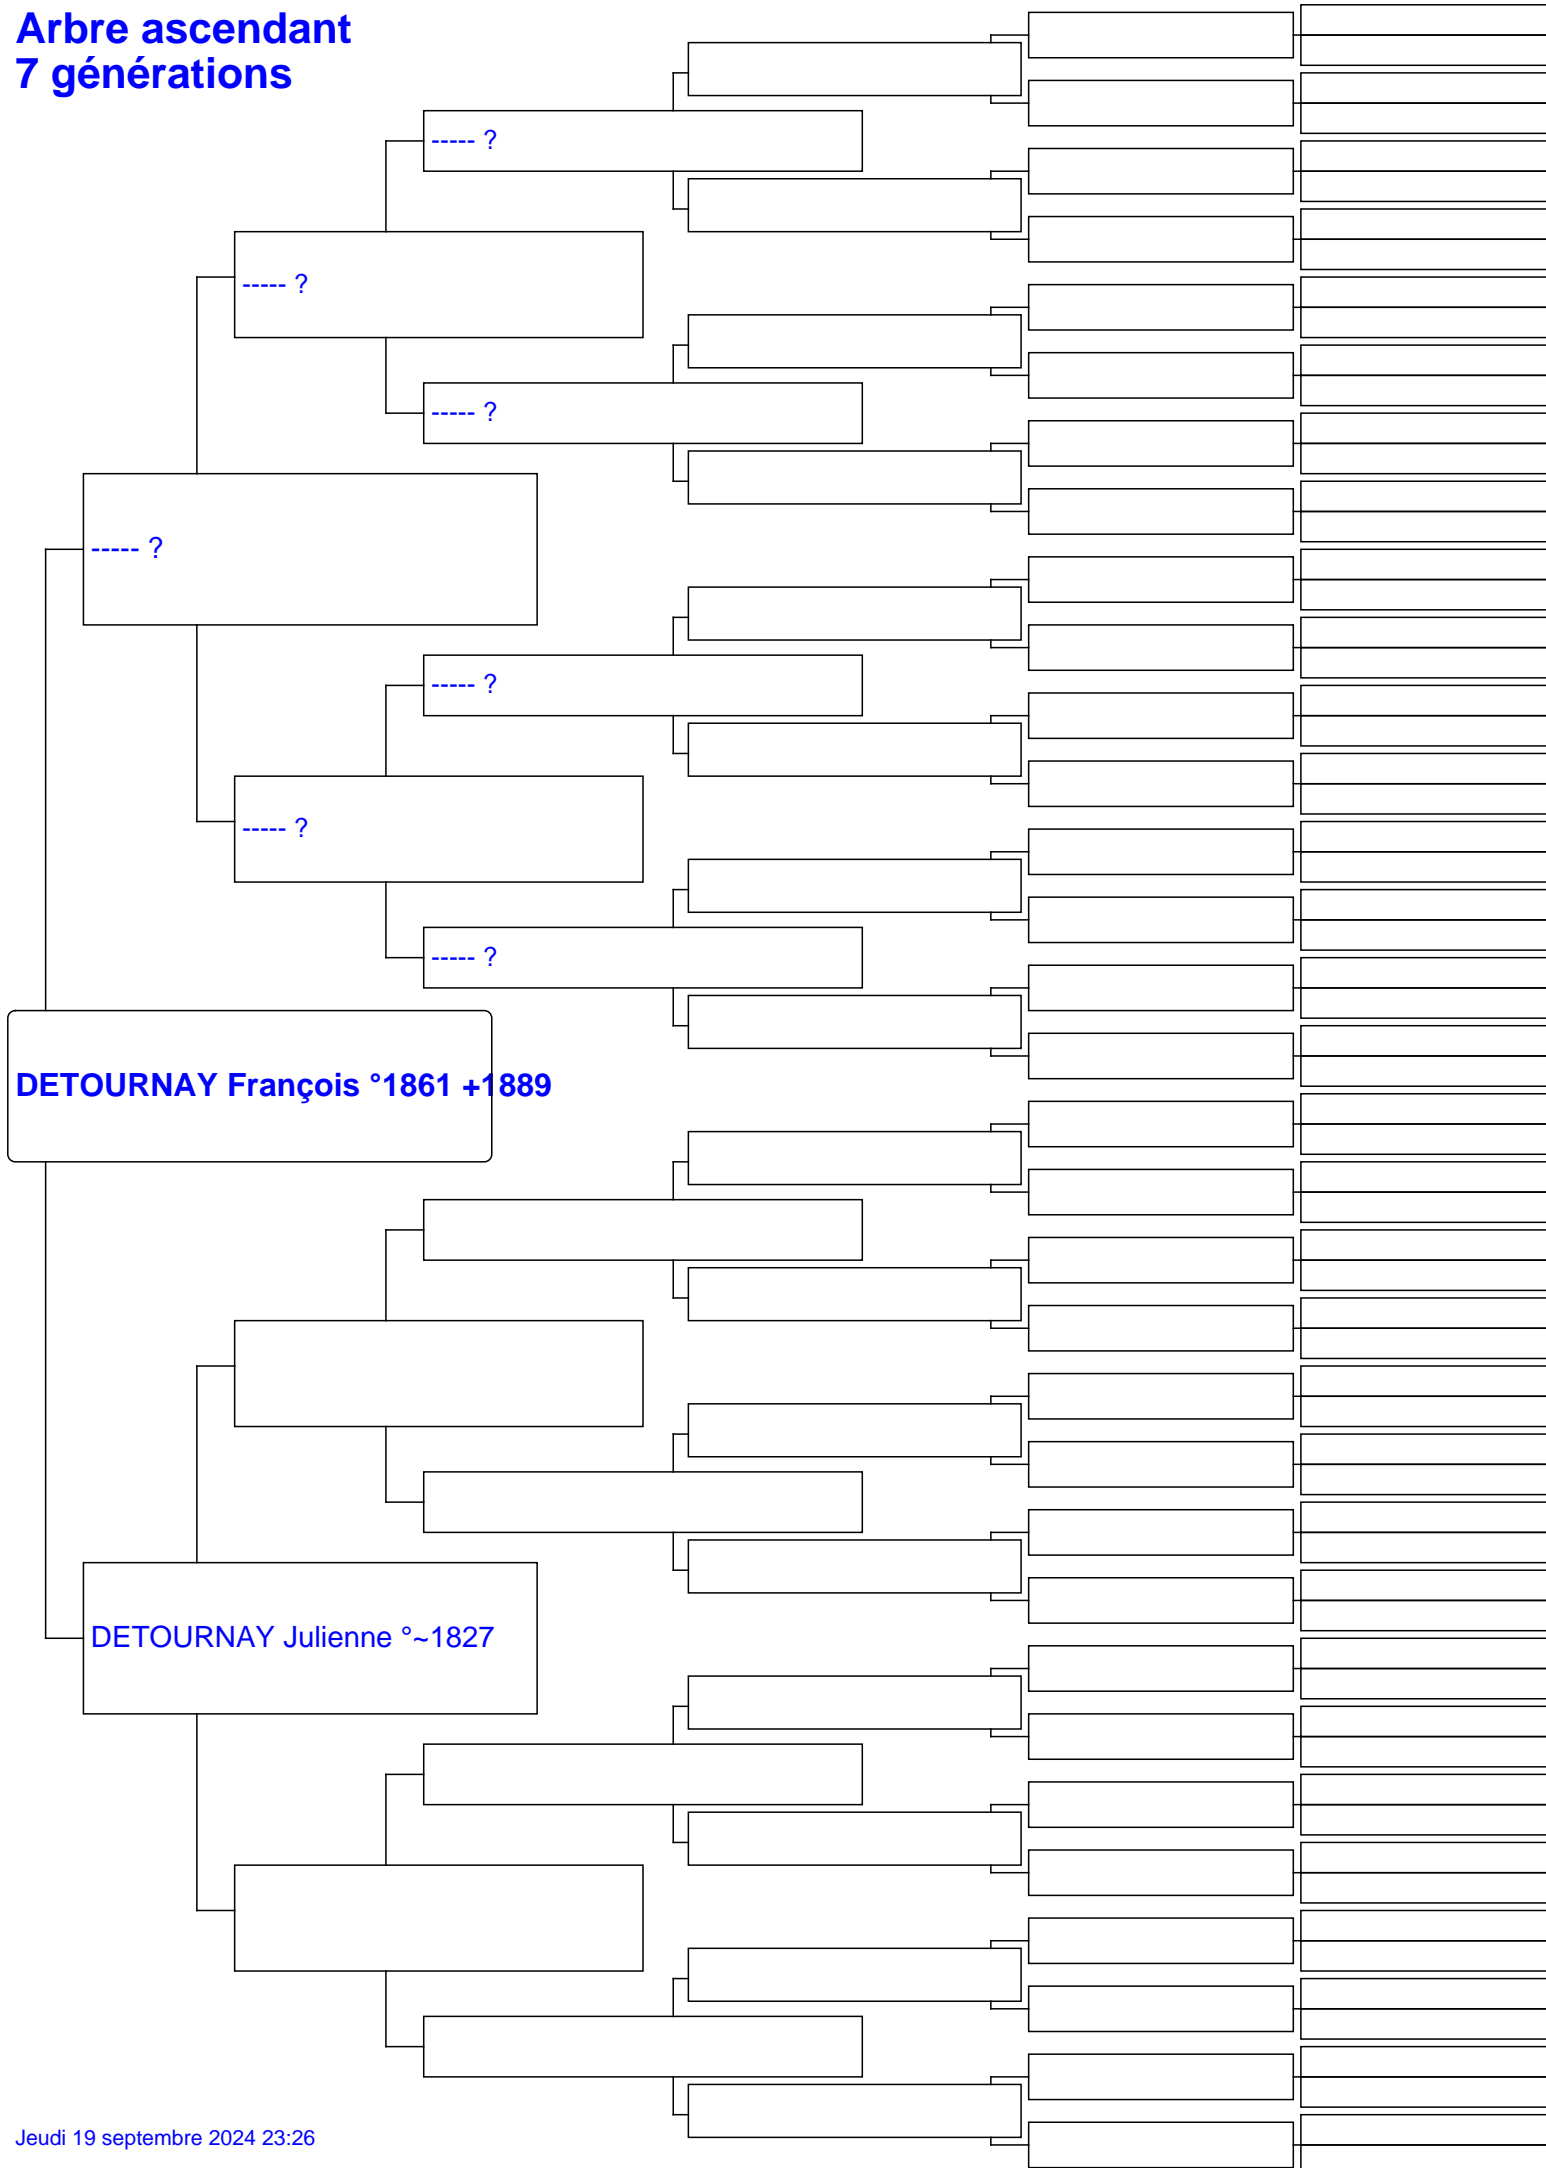 Arbre ascendant
7 générations
----- ?
----- ?
----- ?
----- ?
----- ?
----- ?
----- ?
DETOURNAY François °1861 +1889
DETOURNAY Julienne °~1827
Jeudi 19 septembre 2024 23:26